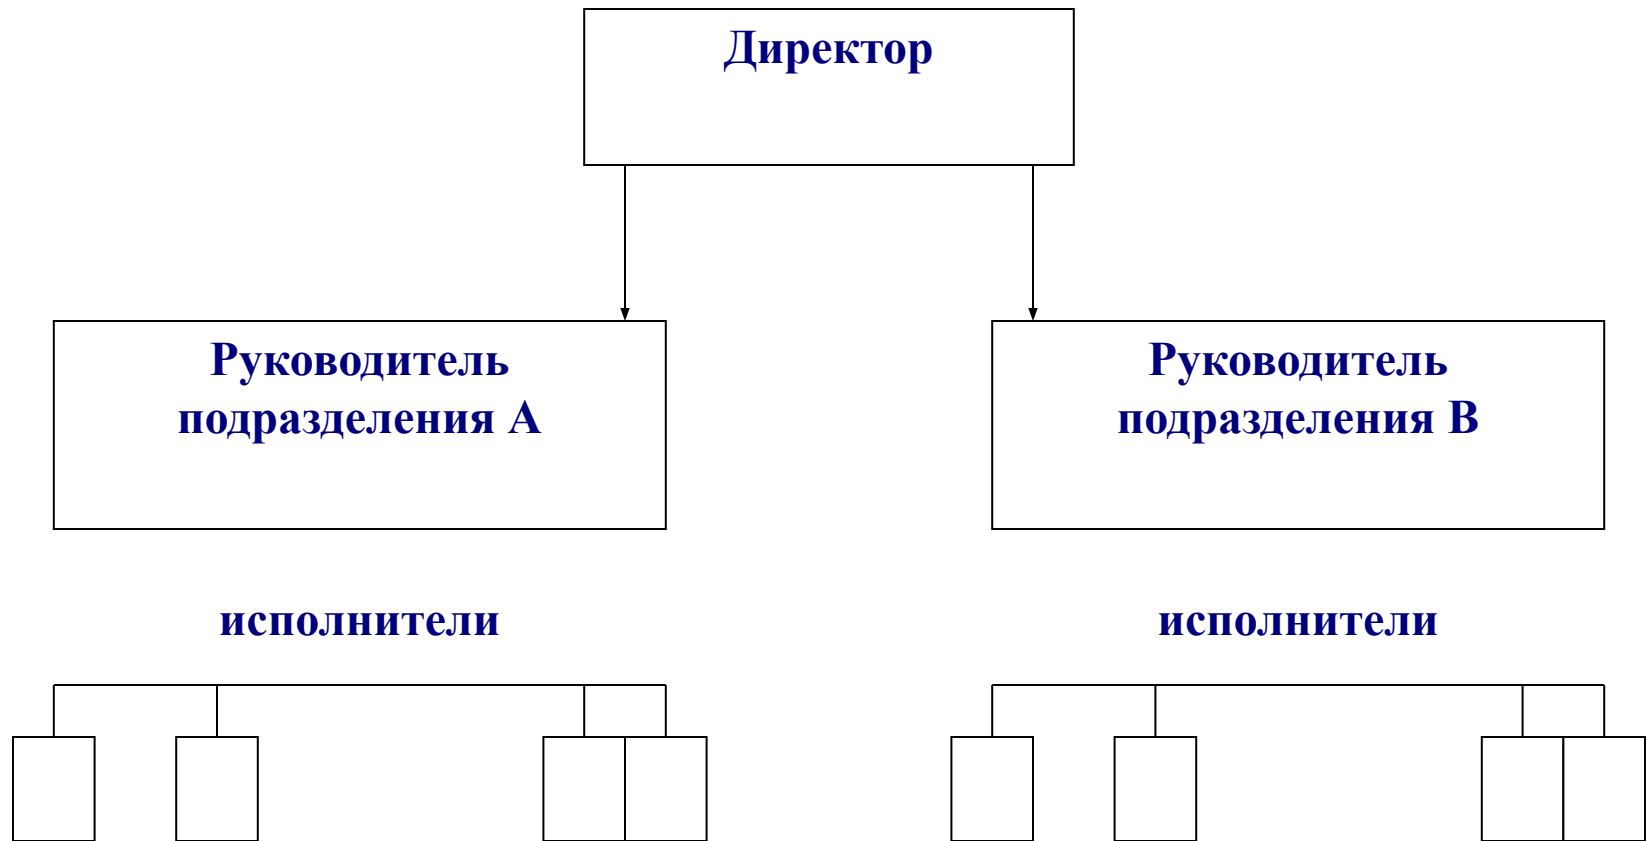 Директор
Руководитель
подразделения А
Руководитель
подразделения В
исполнители
исполнители